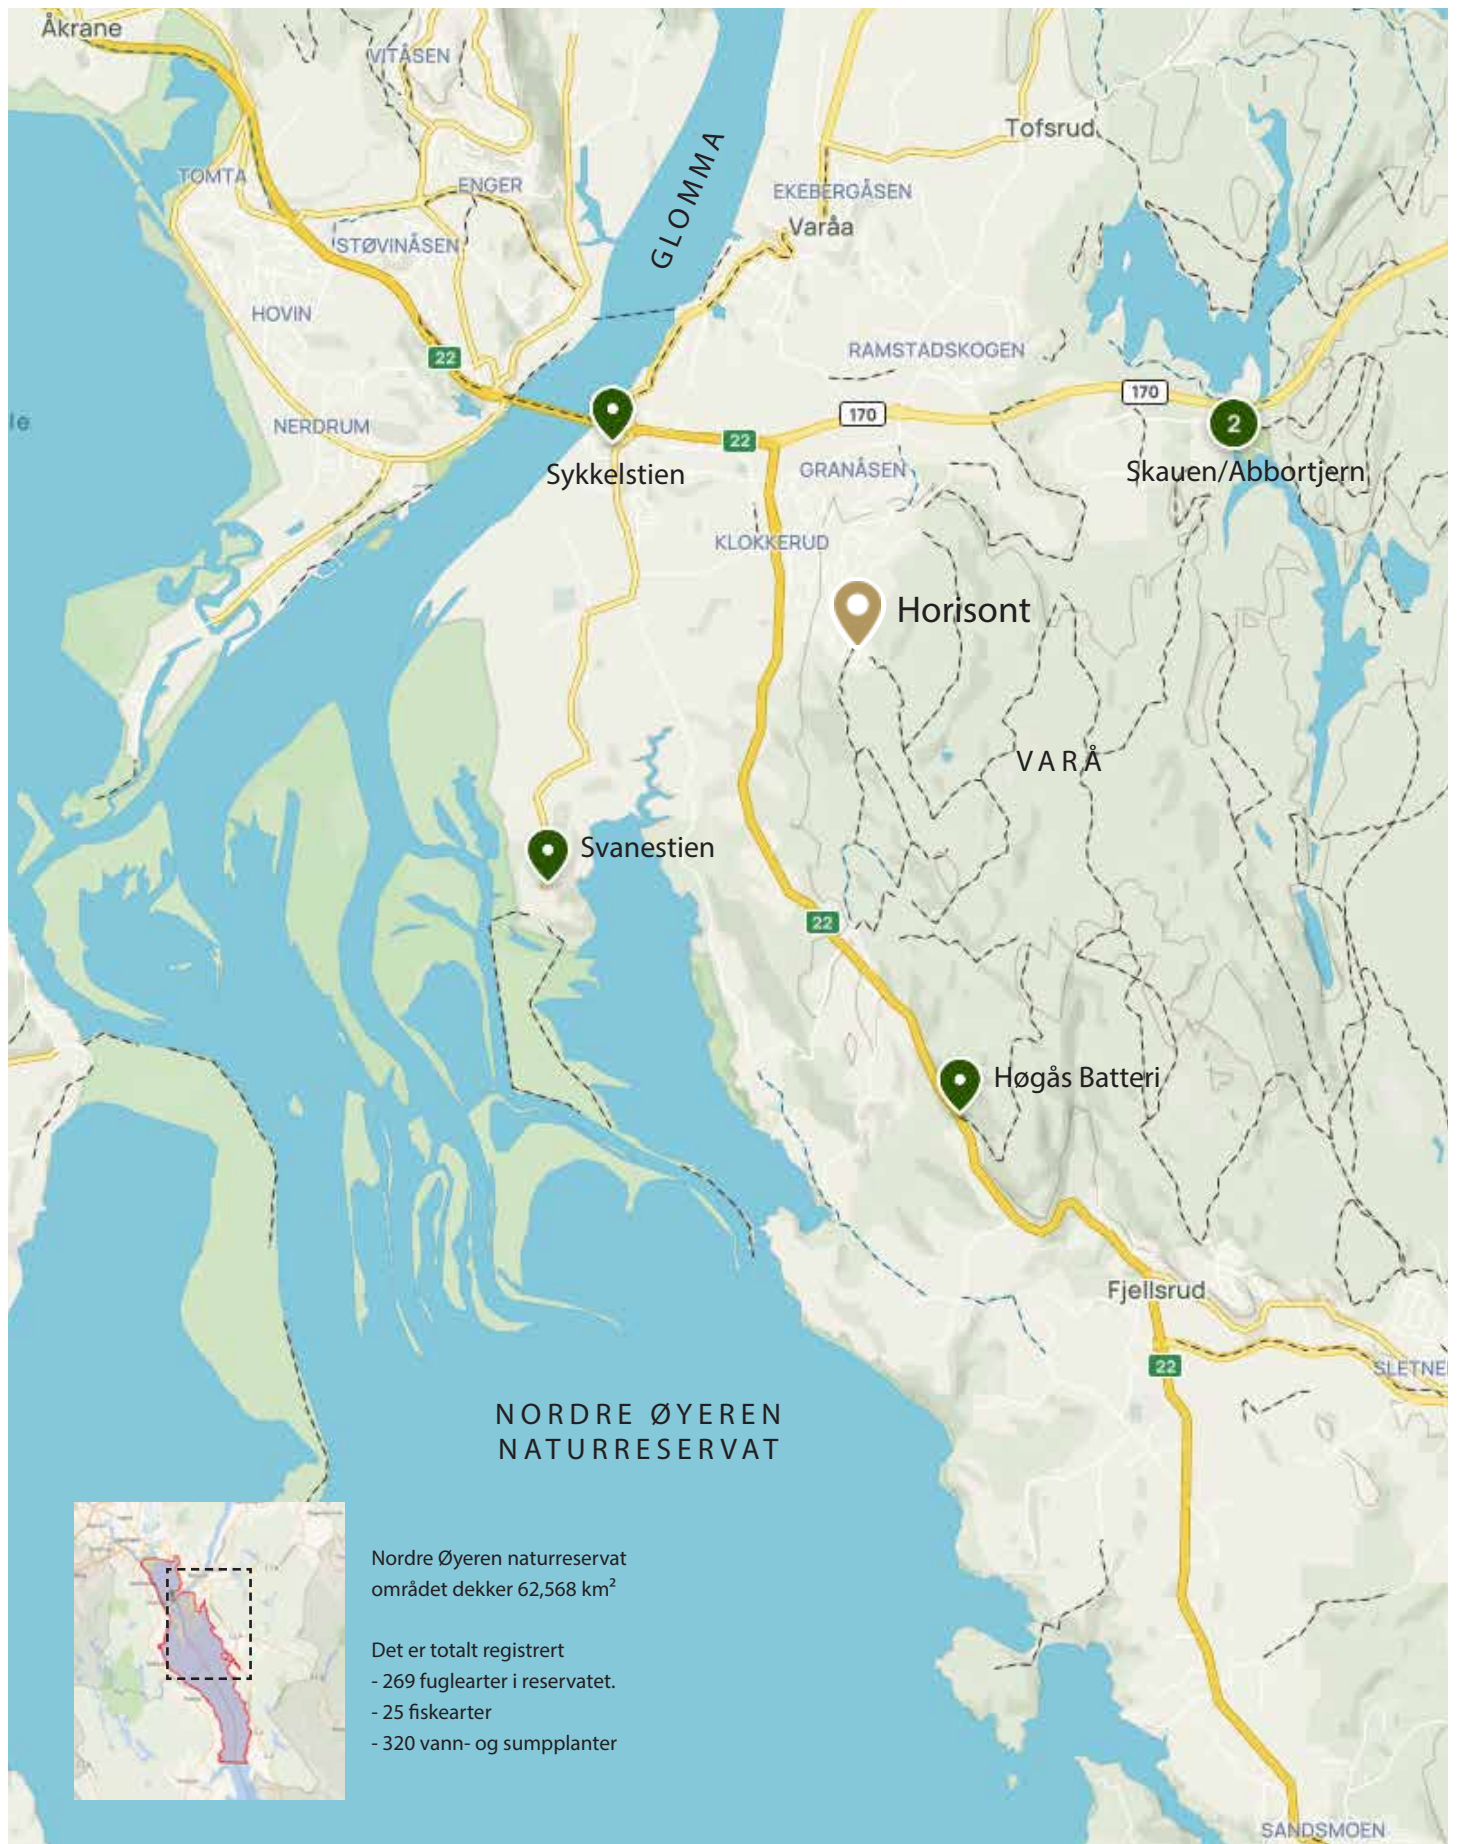 Åkrane
VITÅSEN
Tofsrud
GLOMMA
TOMTA
ENGER
EKEBERGÅSEN
Varåa
STØVINÅSEN
HOVIN
RAMSTADSKOGEN
22
170
170
le
NERDRUM
22
2
Sykkelstien
GRANÅSEN
Skauen/Abbortjern
KLOKKERUD
Horisont
VARÅ
Svanestien
22
Høgås Batteri
Fjellsrud
22
SLETNE
NORDRE ØYEREN
NATURRESERVAT
Nordre Øyeren naturreservat
området dekker 62,568 km²
Det er totalt registrert
- 269 fuglearter i reservatet.
- 25 fiskearter
- 320 vann- og sumpplanter
SANDSMOEN